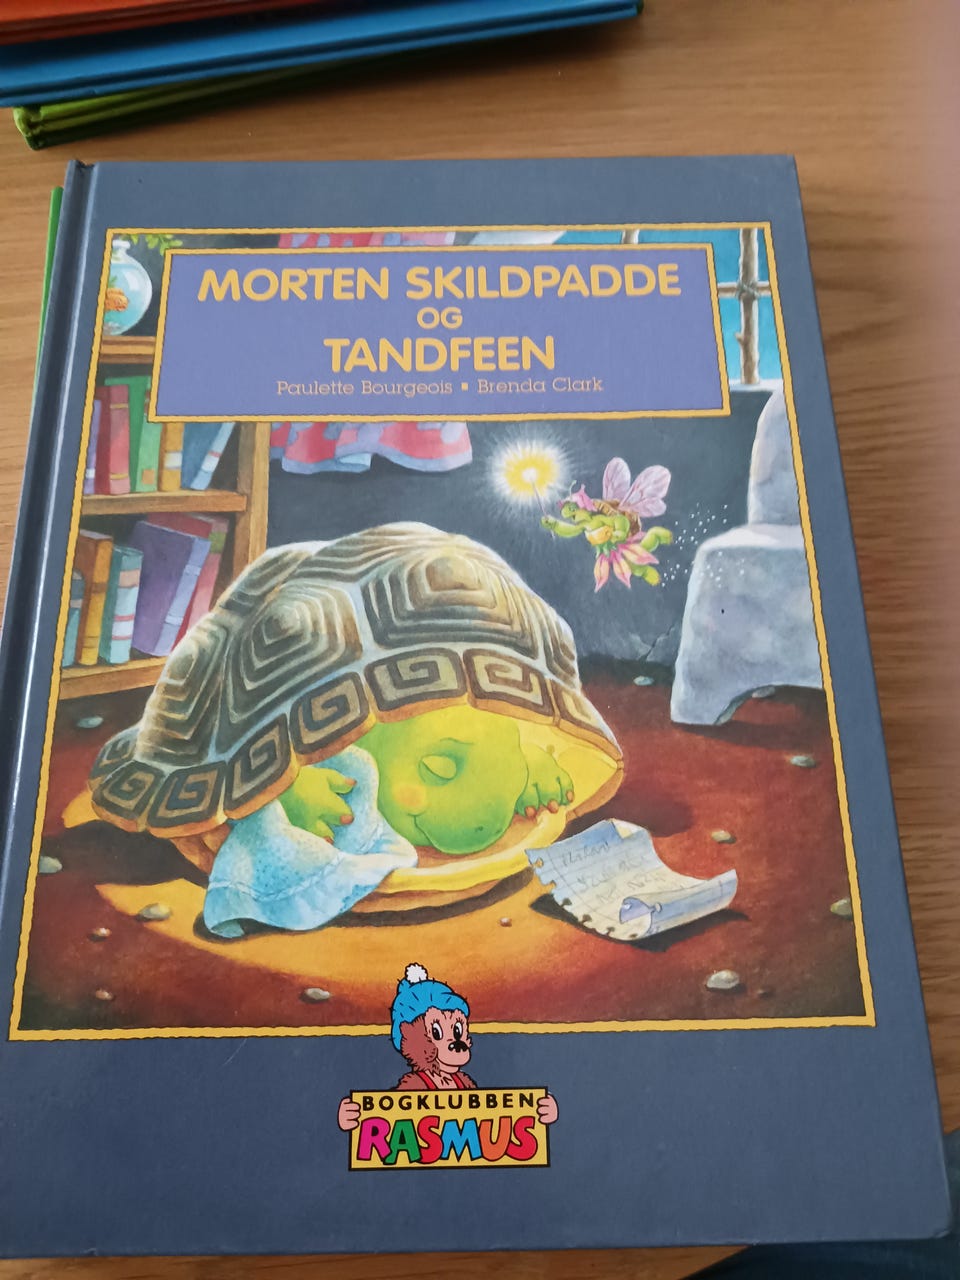 MORTEN SKILDPADDE
OG
TANDFEEN
Paulette Bourgeois ▪ Brenda Clark
BOGKLUBBEN
RASMUS